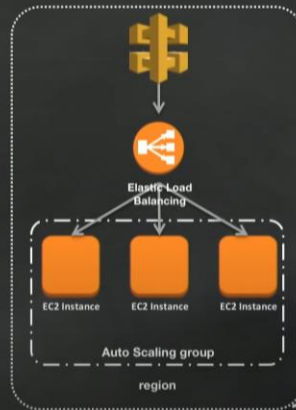 Elastic Load
Balancing
EC2 Instance
EC2 Instance
EC2 Instance
Auto Scaling group
region